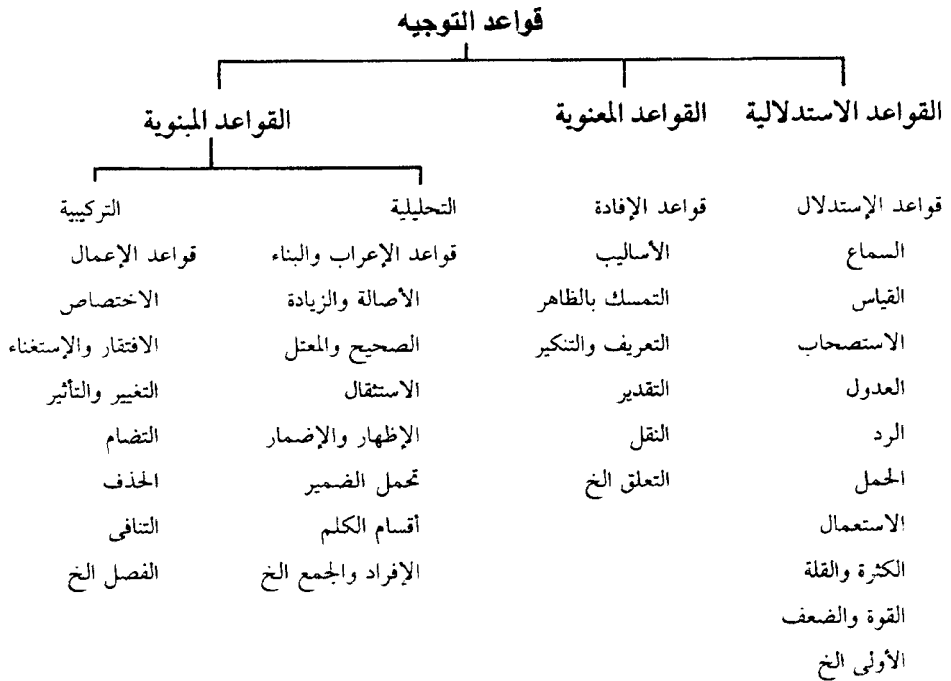 قواعد التوجيه
القواعد الاستدلالية القواعد المعنوية القواعد المبنوية
قواعد الإستدلال قواعد الإفادة التحليلية التركيبية
السماع الأساليب قواعد الإعراب والبناء قواعد الإعمال
القياس التمسك بالظاهر الأصالة والزيادة الاختصاص
الاستصحاب التعريف والتنكير الصحيح والمعتل الافتقار والإستغناء
العدول التقدير الاستثقال التغيير والتأثير
الرد النقل الإظهار والإضمار التضام
الحمل التعلق الخ تحمل الضمير الحذف
الاستعمال أقسام الكلم التنافى
الكثرة والقلة الإفراد والجمع الخ الفصل الخ
القوة والضعف
الأولى الخ